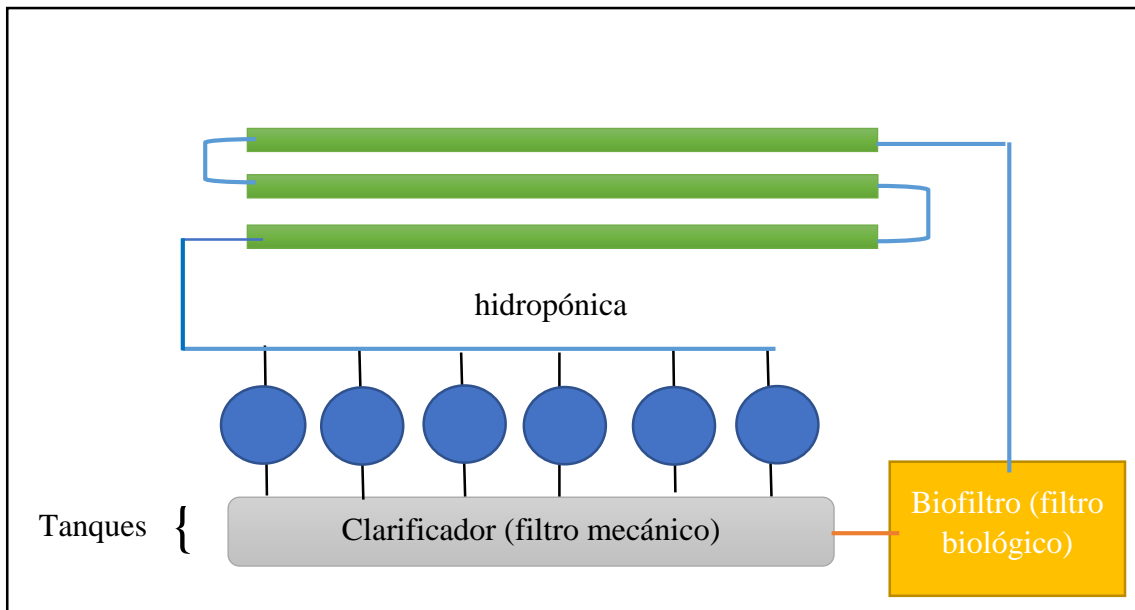 hidropónica
Tanques {
Clarificador (filtro mecánico)
Biofiltro (filtro
biológico)